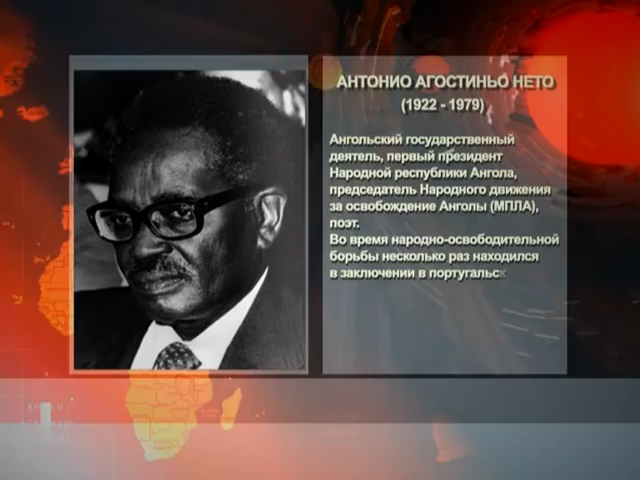 АНТОНИО АГОСТИНЬО НЕТО
(1922 - 1979)
Ангольский государственный
деятель, первый президент
Народной республики Ангола,
председатель Народного движения
за освобождение Анголы (МПЛА),
поэт.
Во время народно-освободительной
борьбы несколько раз находился
в заключении в португальск